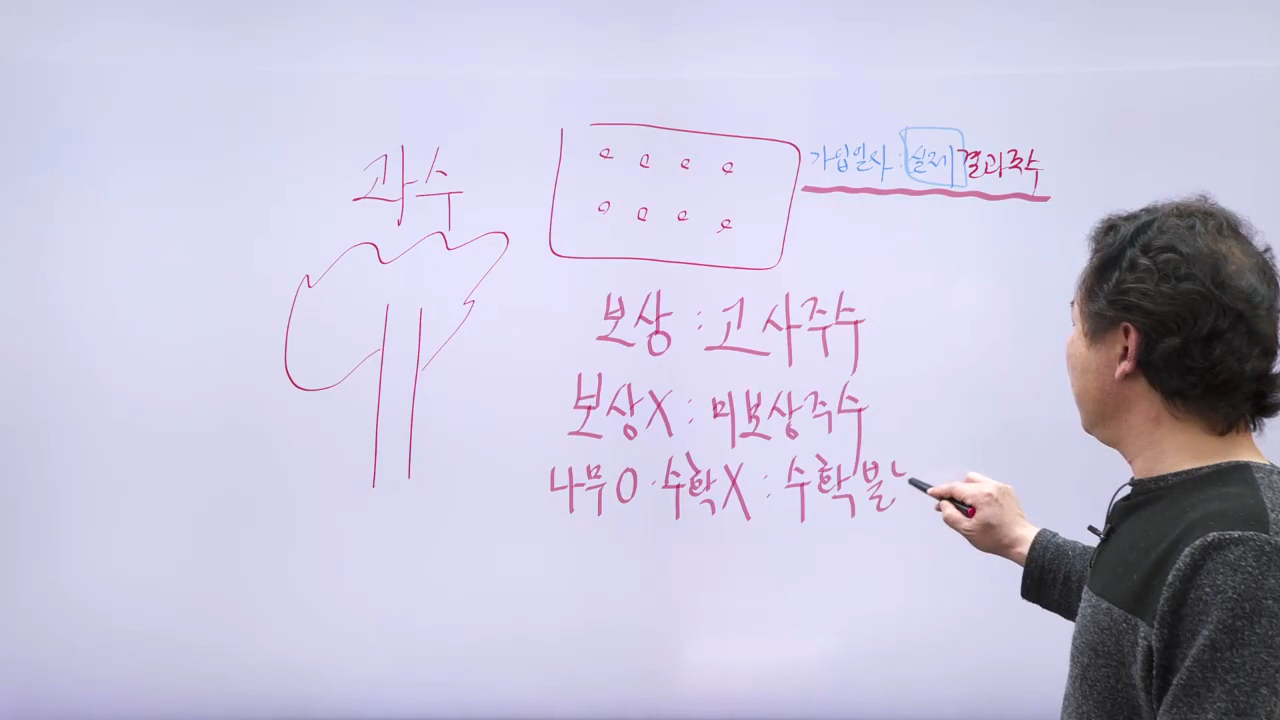 과수
가입일사 : 실제 결과주수
보상 : 고사주수
보상X : 미보상주수
나무O · 수확X : 수확불